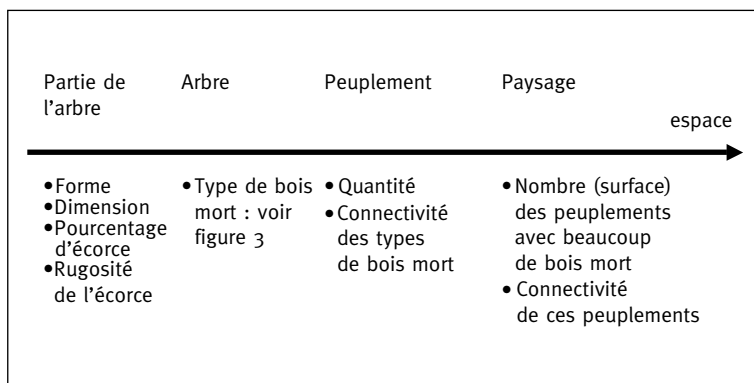 Partie de
l'arbre
Arbre
Peuplement
Paysage
espace
•Forme
•Dimension
•Pourcentage
d'écorce
•Rugosité
de l'écorce
•Type de bois
mort : voir
figure 3
•Quantité
•Connectivité
des types
de bois mort
•Nombre (surface)
des peuplements
avec beaucoup
de bois mort
•Connectivité
de ces peuplements